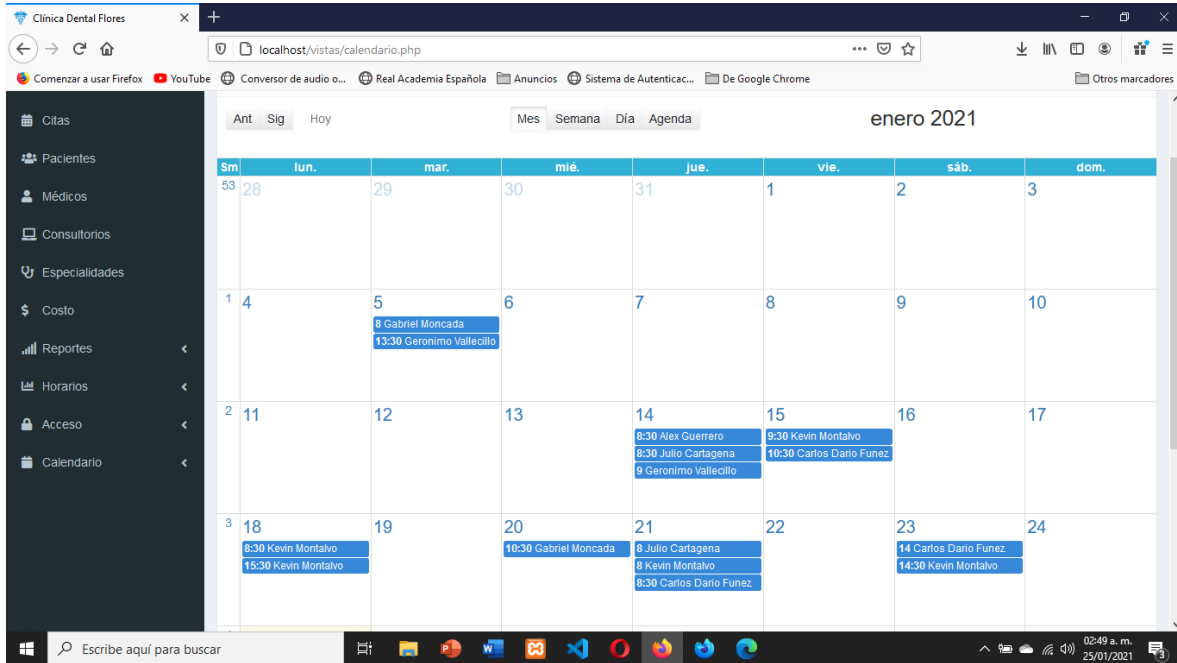 Clínica Dental Flores
localhost/vistas/calendario.php
Comenzar a usar Firefox YouTube Conversor de audio o... Real Academia Española Anuncios Sistema de Autenticac... De Google Chrome Otros marcadores
Citas
Pacientes
Médicos
Consultorios
Especialidades
Costo
Reportes
Horarios
Acceso
Calendario
Ant Sig Hoy Mes Semana Día Agenda enero 2021
Sm lun. mar. mié. jue. vie. sáb. dom.
53 28 29 30 31 1 2 3
1 4 5 6 7 8 9 10
8 Gabriel Moncada
13:30 Geronimo Vallecillo
2 11 12 13 14 15 16 17
8:30 Alex Guerrero 9:30 Kevin Montalvo
8:30 Julio Cartagena 10:30 Carlos Dario Funez
9 Geronimo Vallecillo
3 18 19 20 21 22 23 24
8:30 Kevin Montalvo 10:30 Gabriel Moncada 8 Julio Cartagena 14 Carlos Dario Funez
15:30 Kevin Montalvo 8 Kevin Montalvo 14:30 Kevin Montalvo
8:30 Carlos Dario Funez
Escribe aquí para buscar
02:49 a. m.
25/01/2021
3